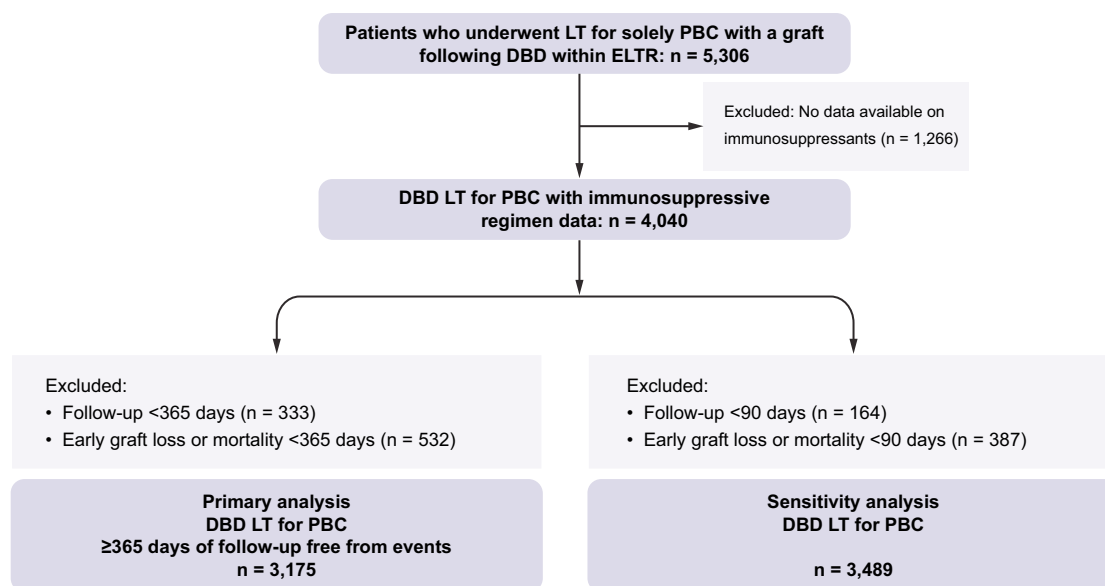 Patients who underwent LT for solely PBC with a graft
following DBD within ELTR: n = 5,306
Excluded: No data available on
immunosuppressants (n = 1,266)
DBD LT for PBC with immunosuppressive
regimen data: n = 4,040
Excluded:
• Follow-up <365 days (n = 333)
• Early graft loss or mortality <365 days (n = 532)
Excluded:
• Follow-up <90 days (n = 164)
• Early graft loss or mortality <90 days (n = 387)
Primary analysis
DBD LT for PBC
≥365 days of follow-up free from events
n = 3,175
Sensitivity analysis
DBD LT for PBC
n = 3,489